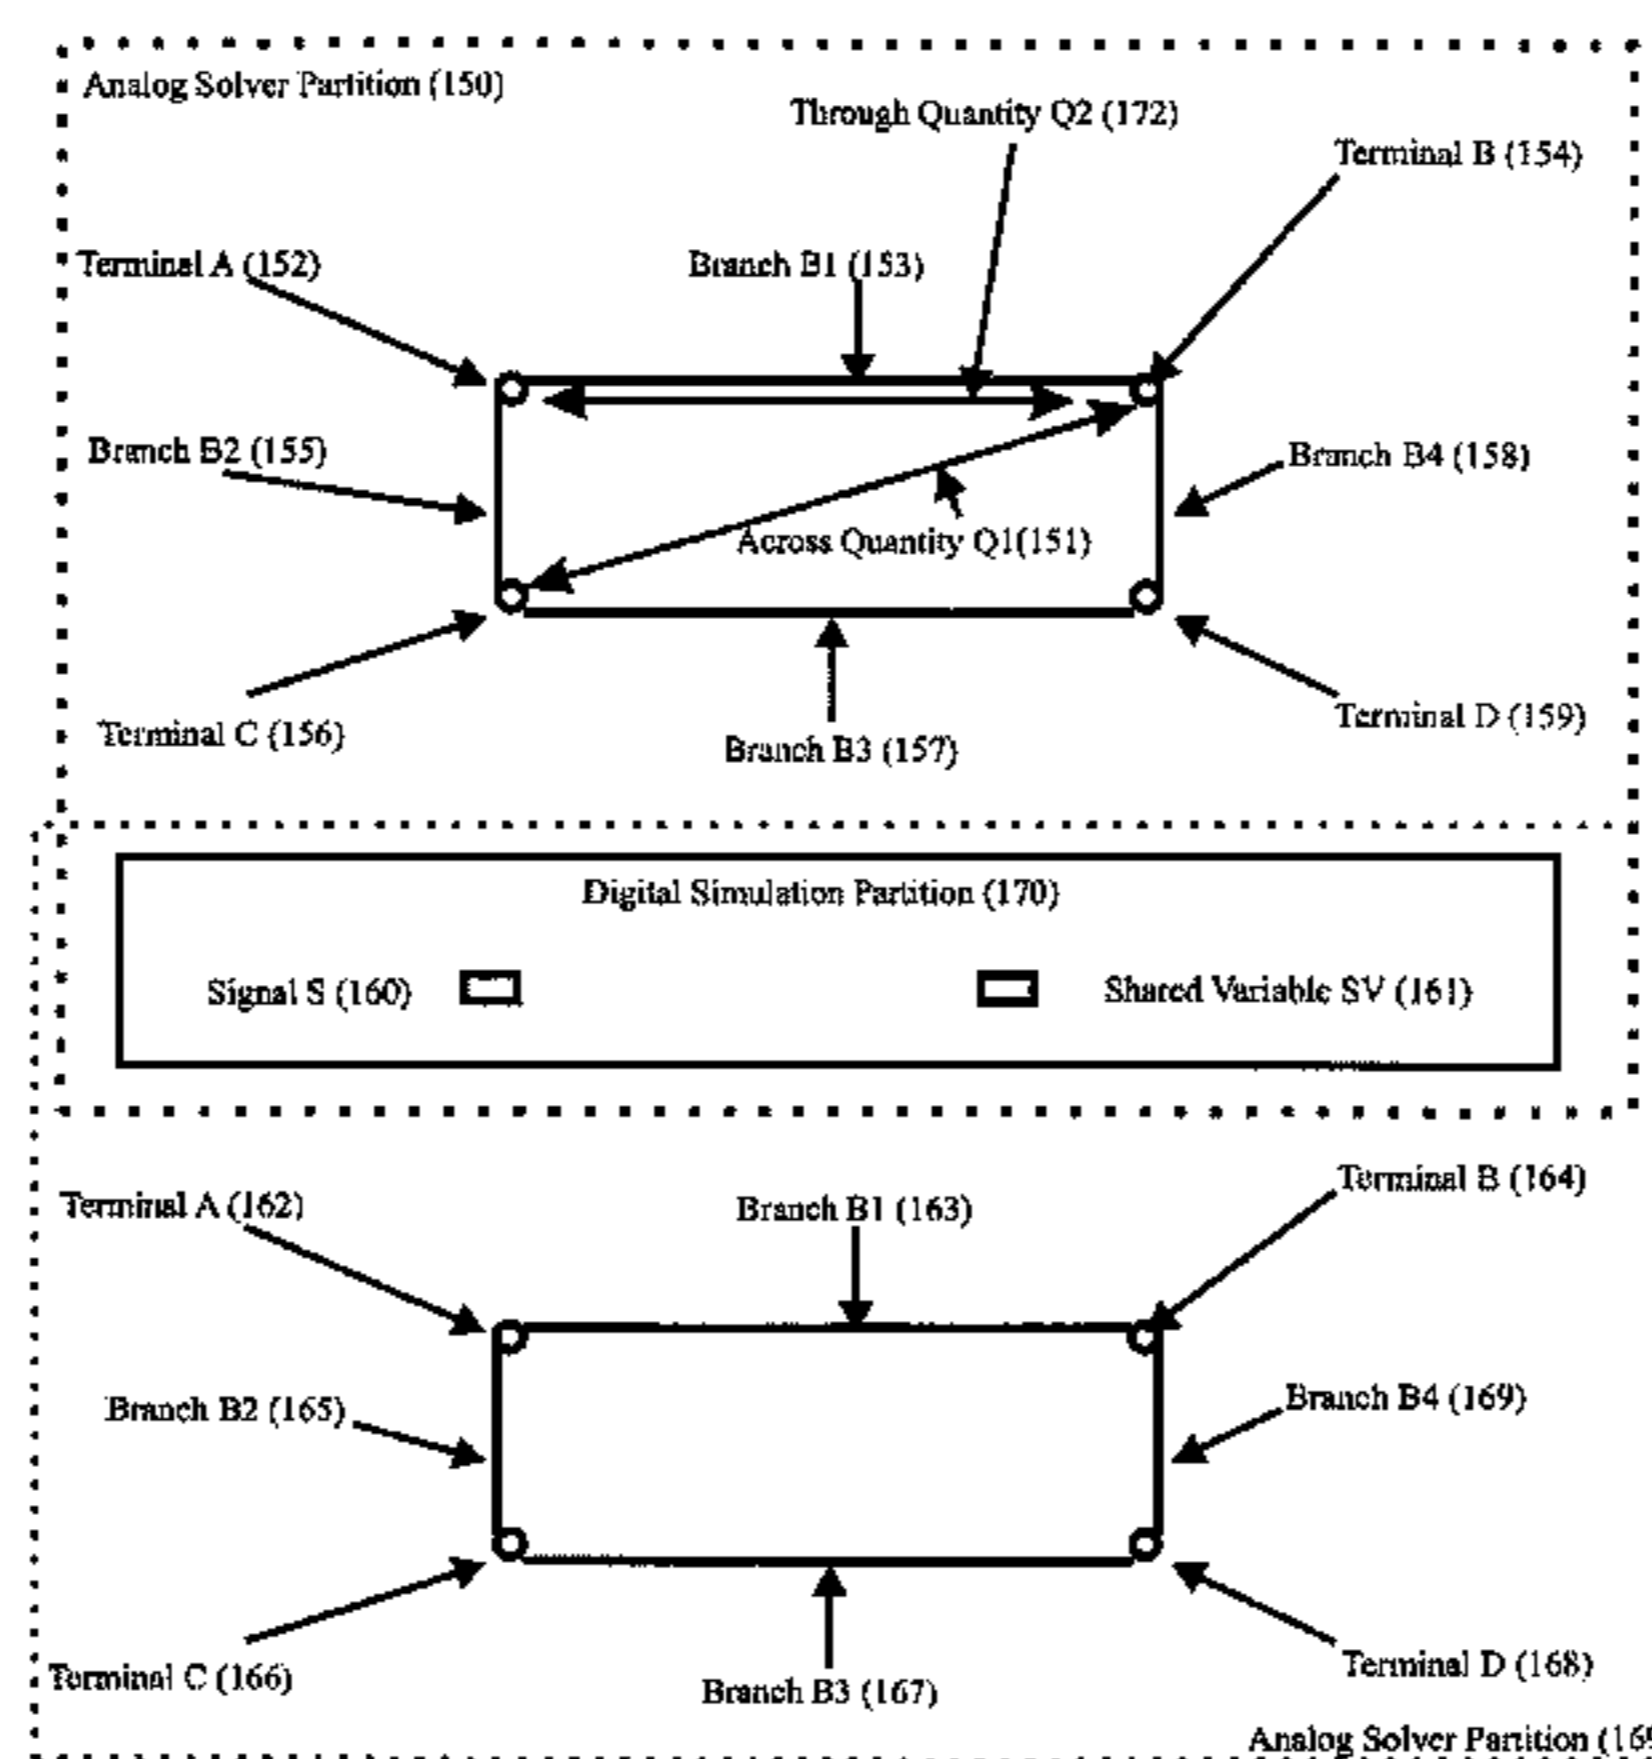 Analog Solver Partition (150)
Through Quantity Q2 (172)
Terminal B (154)
Terminal A (152)
Branch B1 (153)
Branch B2 (155)
Branch B4 (158)
Across Quantity Q1(151)
Terminal C (156)
Terminal D (159)
Branch B3 (157)
Digital Simulation Partition (170)
Signal S (160)
Shared Variable SV (161)
Terminal B (164)
Terminal A (162)
Branch B1 (163)
Branch B2 (165)
Branch B4 (169)
Terminal C (166)
Terminal D (168)
Branch B3 (167)
Analog Solver Partition